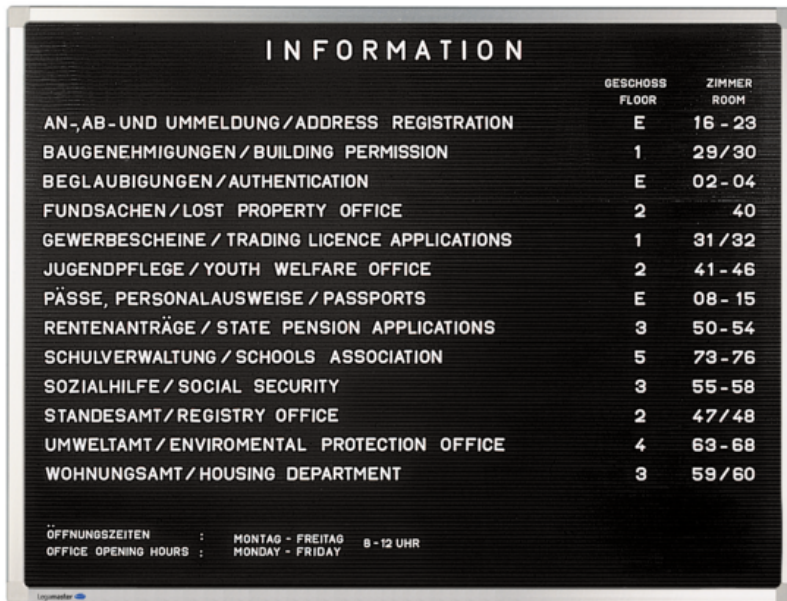 INFORMATION
GESCHOSS ZIMMER
FLOOR ROOM
AN-,AB-UND UMMELDUNG/ADDRESS REGISTRATION E 16-23
BAUGENEHMIGUNGEN/BUILDING PERMISSION 1 29/30
BEGLAUBIGUNGEN/AUTHENTICATION E 02-04
FUNDSACHEN/LOST PROPERTY OFFICE 2 40
GEWERBESCHEINE/TRADING LICENCE APPLICATIONS 1 31/32
JUGENDPFLEGE/YOUTH WELFARE OFFICE 2 41-46
PÄSSE, PERSONALAUSWEISE/PASSPORTS E 08-15
RENTENANTRÄGE/STATE PENSION APPLICATIONS 3 50-54
SCHULVERWALTUNG/SCHOOLS ASSOCIATION 5 73-76
SOZIALHILFE/SOCIAL SECURITY 3 55-58
STANDESAMT/REGISTRY OFFICE 2 47/48
UMWELTAMT/ENVIROMENTAL PROTECTION OFFICE 4 63-68
WOHNUNGSAMT/HOUSING DEPARTMENT 3 59/60
ÖFFNUNGSZEITEN : MONTAG - FREITAG 8-12 UHR
OFFICE OPENING HOURS : MONDAY - FRIDAY
Legamaster